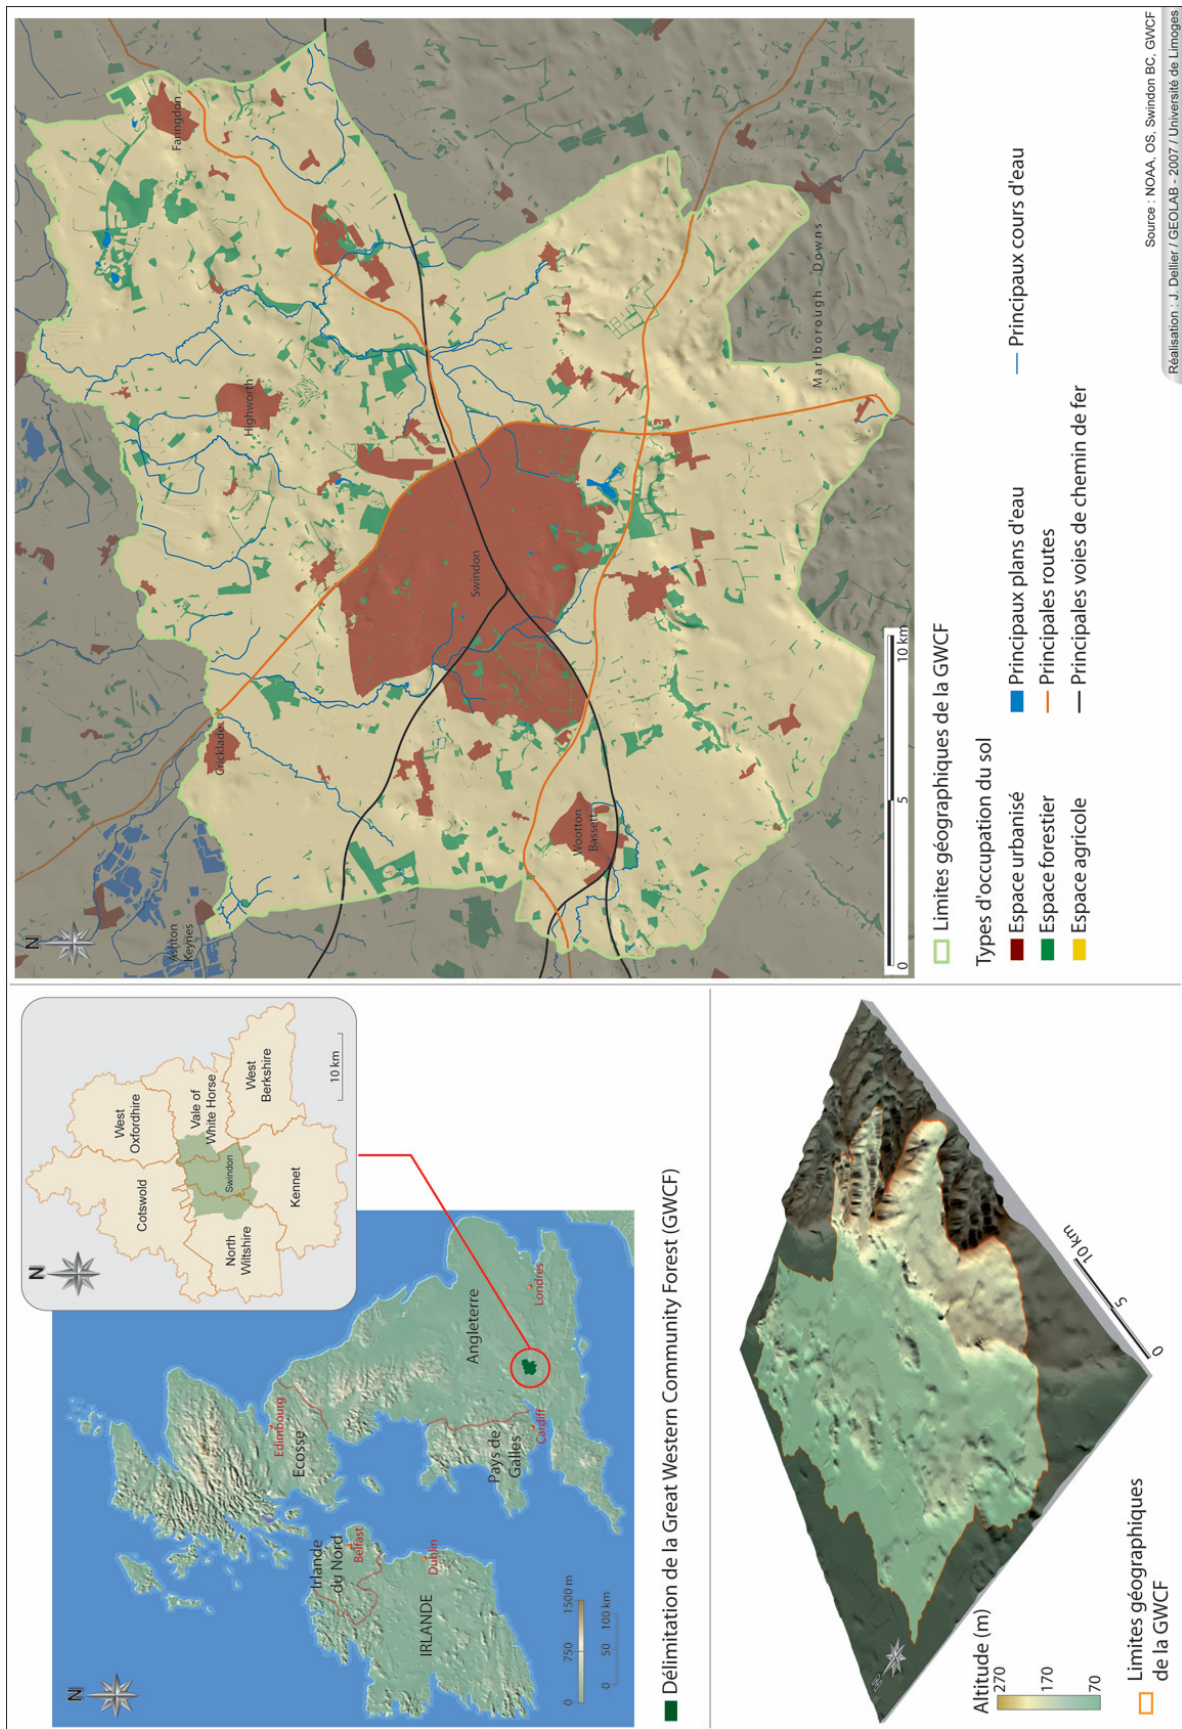 N
Edimbourg
Ecosse
Irlande
du Nord
Belfast
Dublin
IRLANDE
Pays de
Galles
Cardiff
Angleterre
Londres
0
750
1500 m
0
50
100 km
N
Cotswold
West
Oxfordhire
Vale of
White Horse
North
Wiltshire
Swindon
West
Berkshire
Kennet
10 km
Délimitation de la Great Western Community Forest (GWCF)
N
Altitude (m)
270
170
70
Limites géographiques
de la GWCF
0
5
10 km
N
Ashton
Keynes
Cricklade
Highworth
Faringdon
Swindon
Wootton
Bassett
Marlborough - Downs
0
5
10 km
Limites géographiques de la GWCF
Types d'occupation du sol
Espace urbanisé
Espace forestier
Espace agricole
Principaux plans d'eau
Principales routes
Principales voies de chemin de fer
Principaux cours d'eau
Source : NOAA, OS, Swindon BC, GWCF
Réalisation : J. Dellier / GEOLAB - 2007 / Université de Limoges